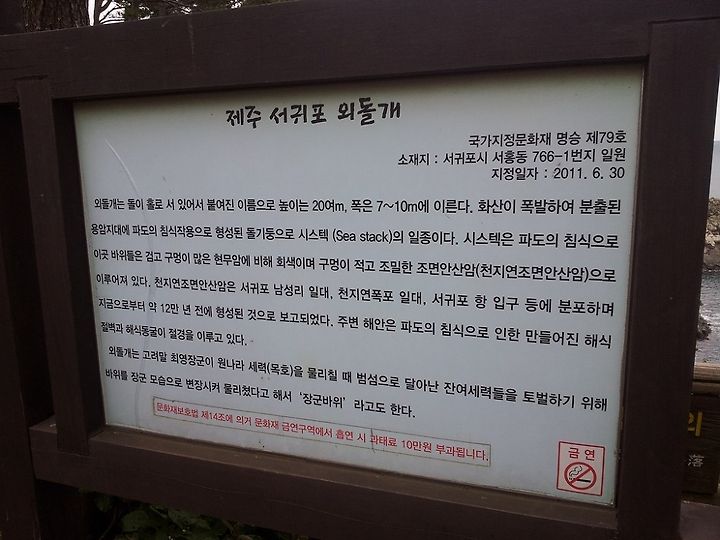 제주 서귀포 외돌개
국가지정문화재 명승 제79호
소재지 : 서귀포시 서홍동 766-1번지 일원
지정일자 : 2011. 6. 30
외돌개는 돌이 홀로 서 있어서 붙여진 이름으로 높이는 20여m, 폭은 7～10m에 이른다. 화산이 폭발하여 분출된
용암지대에 파도의 침식작용으로 형성된 돌기둥으로 시스텍 (Sea stack)의 일종이다. 시스텍은 파도의 침식으로
이곳 바위들은 검고 구멍이 많은 현무암에 비해 회색이며 구멍이 적고 조밀한 조면안산암(천지연조면안산암)으로
이루어져 있다. 천지연안산암은 서귀포 남성리 일대, 천지연폭포 일대, 서귀포 항 입구 등에 분포하며
지금으로부터 약 12만 년 전에 형성된 것으로 보고되었다. 주변 해안은 파도의 침식으로 인한 만들어진 해식
절벽과 해식동굴이 절경을 이루고 있다.
외돌개는 고려말 최영장군이 원나라 세력(목호)을 물리칠 때 범섬으로 달아난 잔여세력들을 토벌하기 위해
바위를 장군 모습으로 변장시켜 물리쳤다고 해서 '장군바위' 라고도 한다.
문화재보호법 제14조에 의거 문화재 금연구역에서 흡연 시 과태료 10만원 부과됩니다.
금 연
의
落